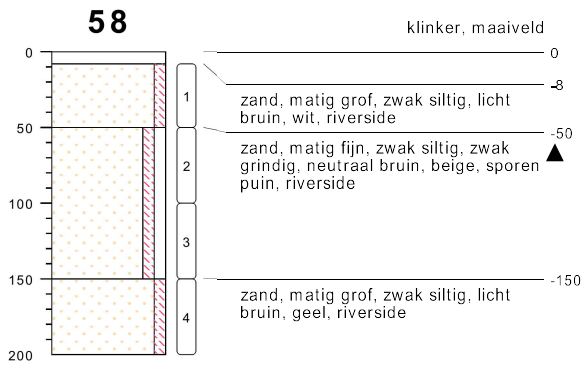 58
klinker, maaiveld
0
0
-8
1
zand, matig grof, zwak siltig, licht
bruin, wit, riverside
50
-50
zand, matig fijn, zwak siltig, zwak
grindig, neutraal bruin, beige, sporen
puin, riverside
2
100
3
150
-150
zand, matig grof, zwak siltig, licht
bruin, geel, riverside
4
200